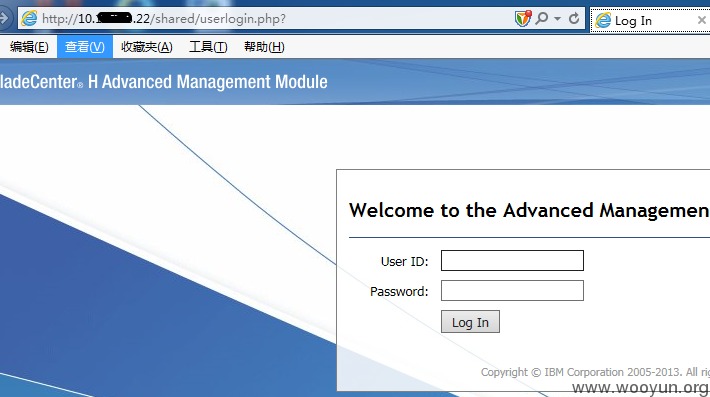 http://10.1.22/shared/userlogin.php?
Log In
编辑(E) 查看(V) 收藏夹(A) 工具(T) 帮助(H)
ladeCenter® H Advanced Management Module
Welcome to the Advanced Managemen
User ID:
Password:
Log In
Copyright © IBM Corporation 2005-2013. All rig
www.wooyun.org